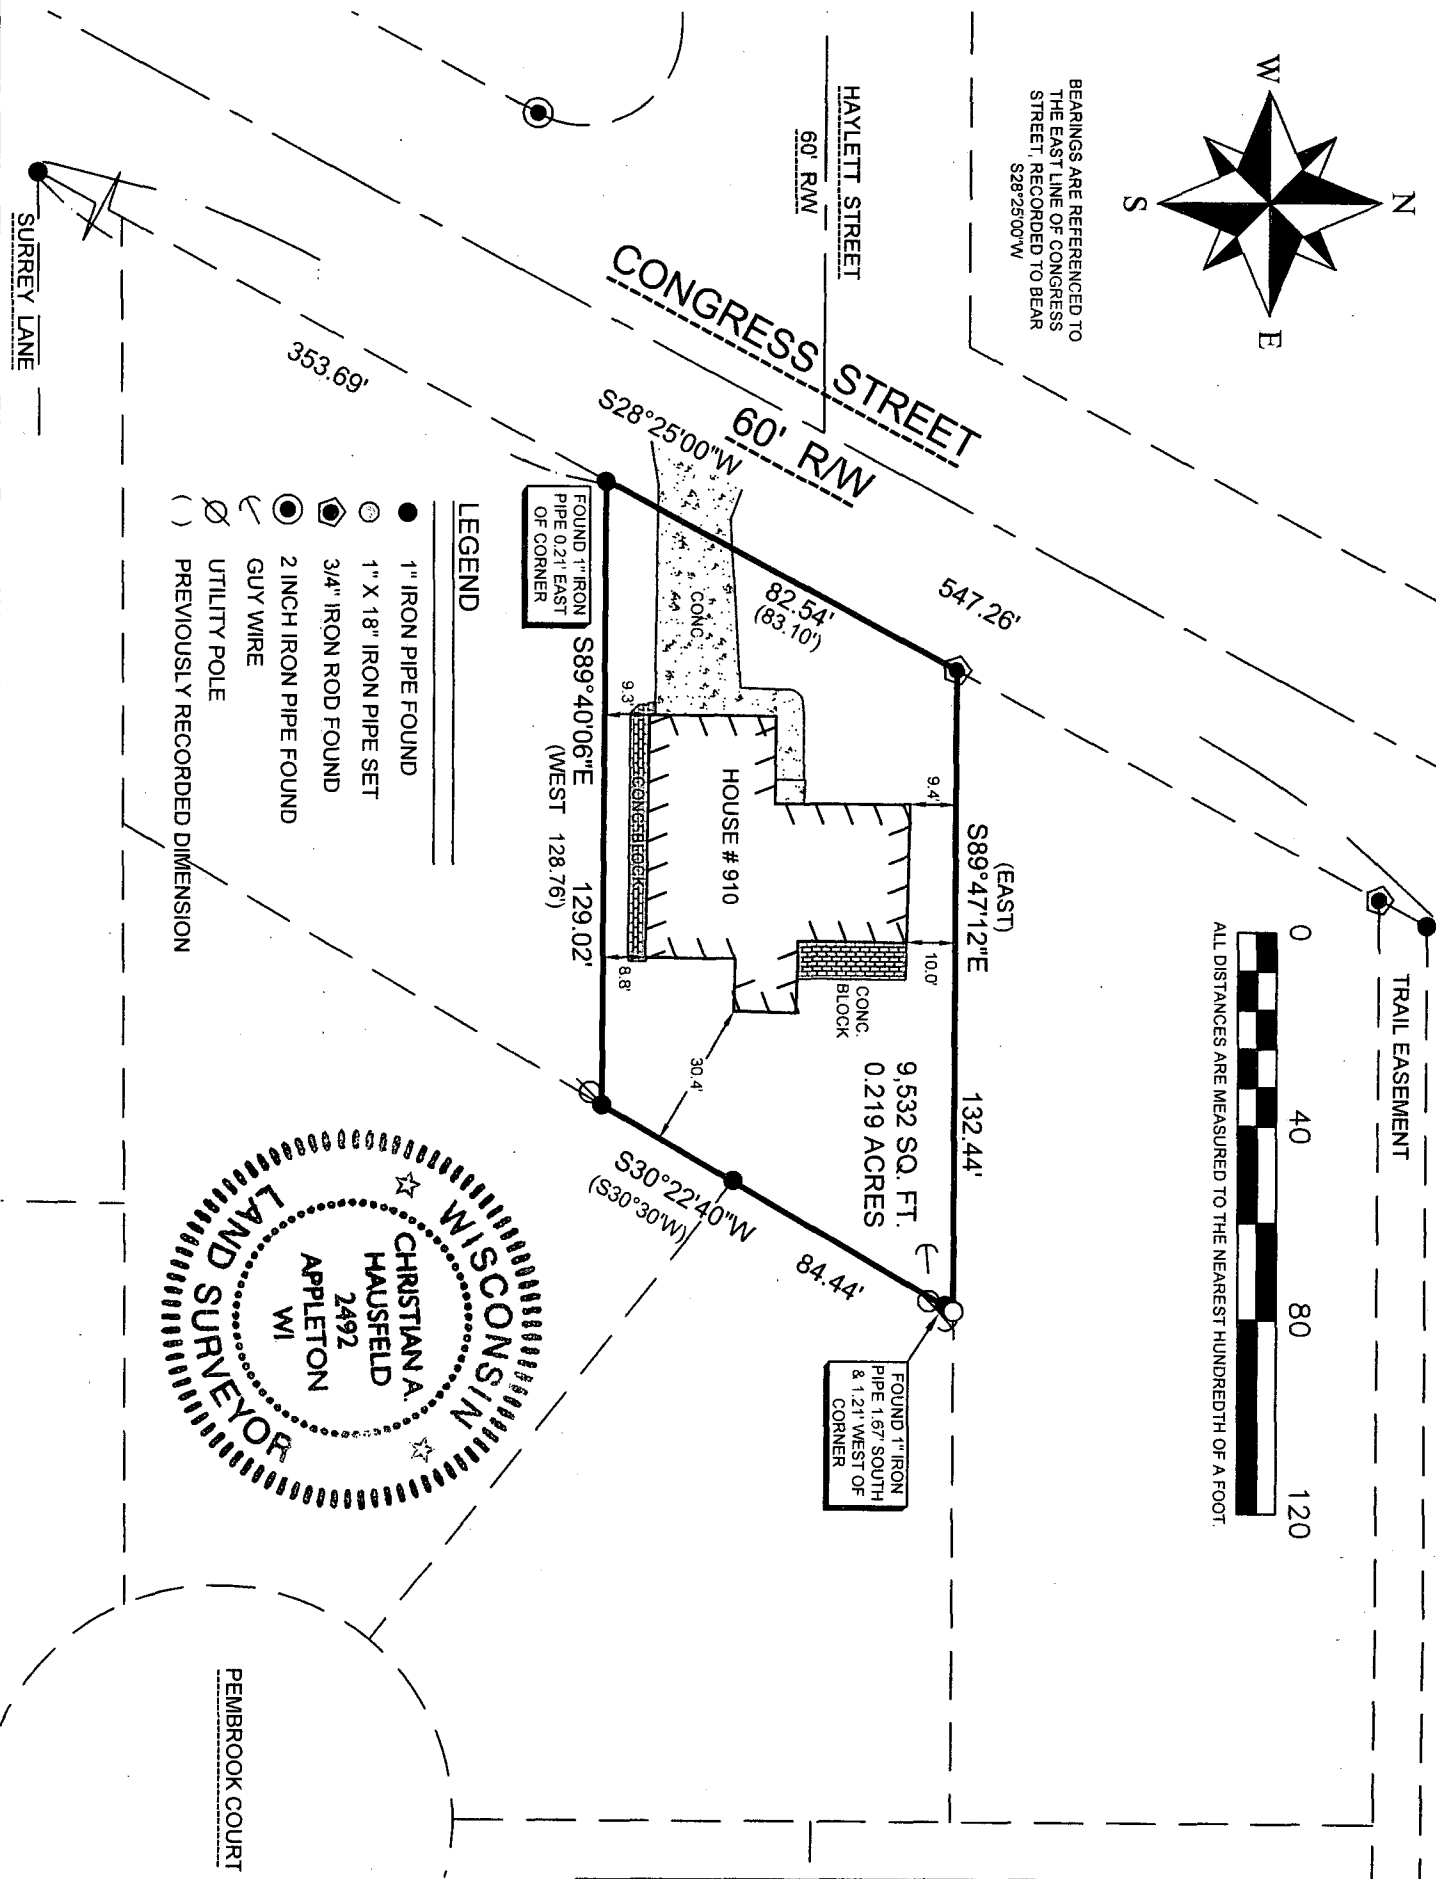 N
W
E
S
BEARINGS ARE REFERENCED TO
THE EAST LINE OF CONGRESS
STREET, RECORDED TO BEAR
S28°25'00"W
TRAIL EASEMENT
0 40 80 120
ALL DISTANCES ARE MEASURED TO THE NEAREST HUNDREDTH OF A FOOT.
HAYLETT STREET
60' R/W
CONGRESS STREET
60' R/W
547.26'
S28°25'00"W
82.54'
(83.10')
353.69'
(EAST)
S89°47'12"E 132.44'
9.4'
10.0'
CONC.
BLOCK
9,532 SQ. FT.
0.219 ACRES
CONC.
HOUSE # 910
30.4'
9.3'
CONC. BLOCK
8.8'
FOUND 1" IRON
PIPE 1.67' SOUTH
& 1.21' WEST OF
CORNER
84.44'
S30°22'40"W
(S30°30'W)
S89°40'06"E 129.02'
(WEST 128.76')
FOUND 1" IRON
PIPE 0.21' EAST
OF CORNER
LEGEND
1" IRON PIPE FOUND
1" X 18" IRON PIPE SET
3/4" IRON ROD FOUND
2 INCH IRON PIPE FOUND
GUY WIRE
UTILITY POLE
( ) PREVIOUSLY RECORDED DIMENSION
WISCONSIN
CHRISTIAN A.
HAUSFELD
2492
APPLETON
WI
LAND SURVEYOR
SURREY LANE
PEMBROOK COURT